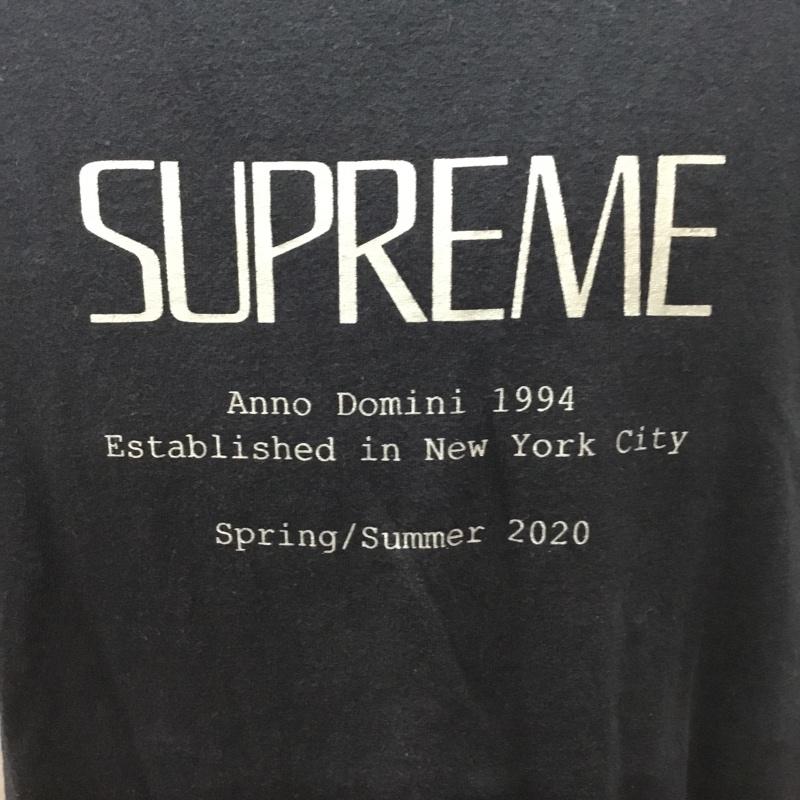 SUPREME
Anno Domini 1994
Established in New York City
Spring/Summer 2020